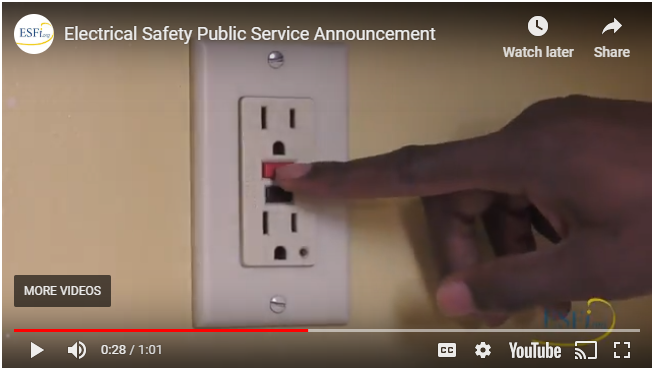 ESFi.org
Electrical Safety Public Service Announcement
Watch later
Share
MORE VIDEOS
ESFi
0:28 / 1:01
CC
YouTube